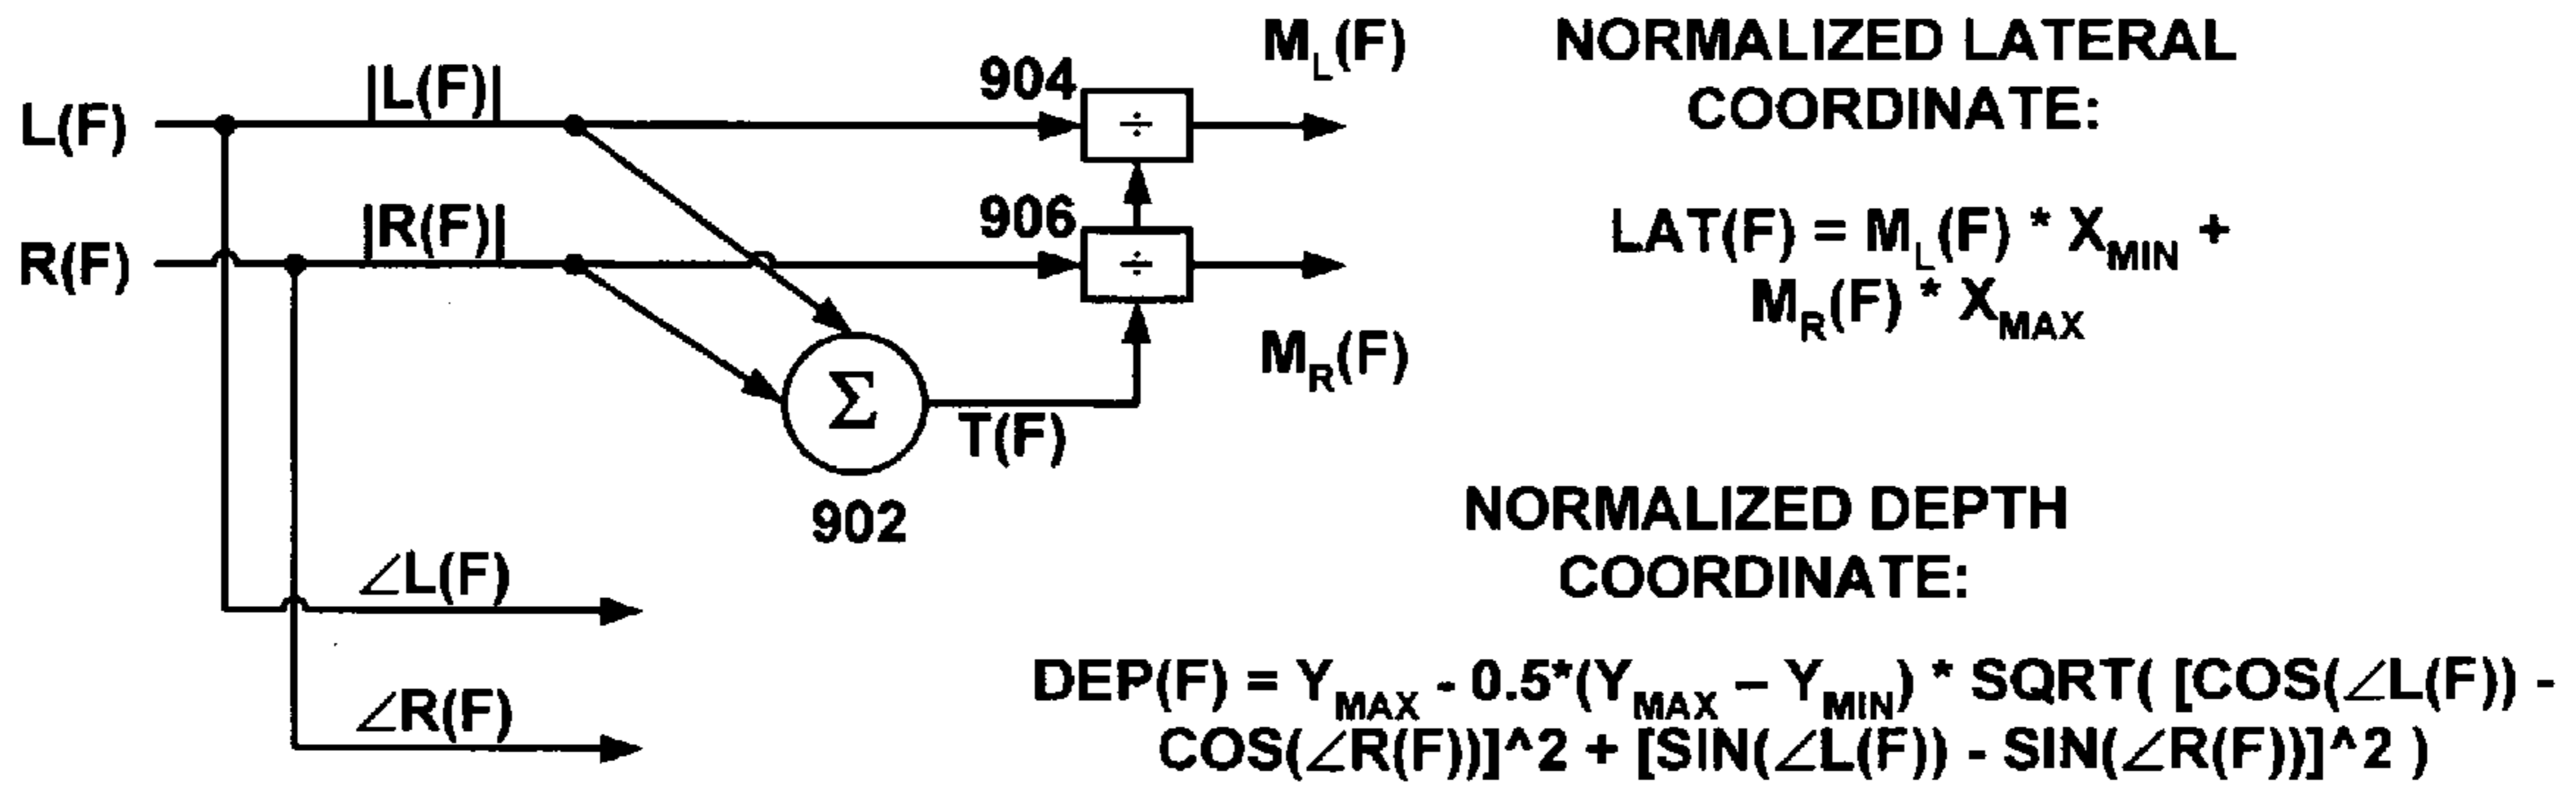 L(F)
|L(F)|
904
÷
M_L(F)
R(F)
|R(F)|
906
÷
M_R(F)
Σ
T(F)
902
∠L(F)
∠R(F)
NORMALIZED LATERAL
COORDINATE:
LAT(F) = M_L(F) * X_MIN +
M_R(F) * X_MAX
NORMALIZED DEPTH
COORDINATE:
DEP(F) = Y_MAX - 0.5*(Y_MAX – Y_MIN) * SQRT( [COS(∠L(F)) -
COS(∠R(F))]^2 + [SIN(∠L(F)) - SIN(∠R(F))]^2 )